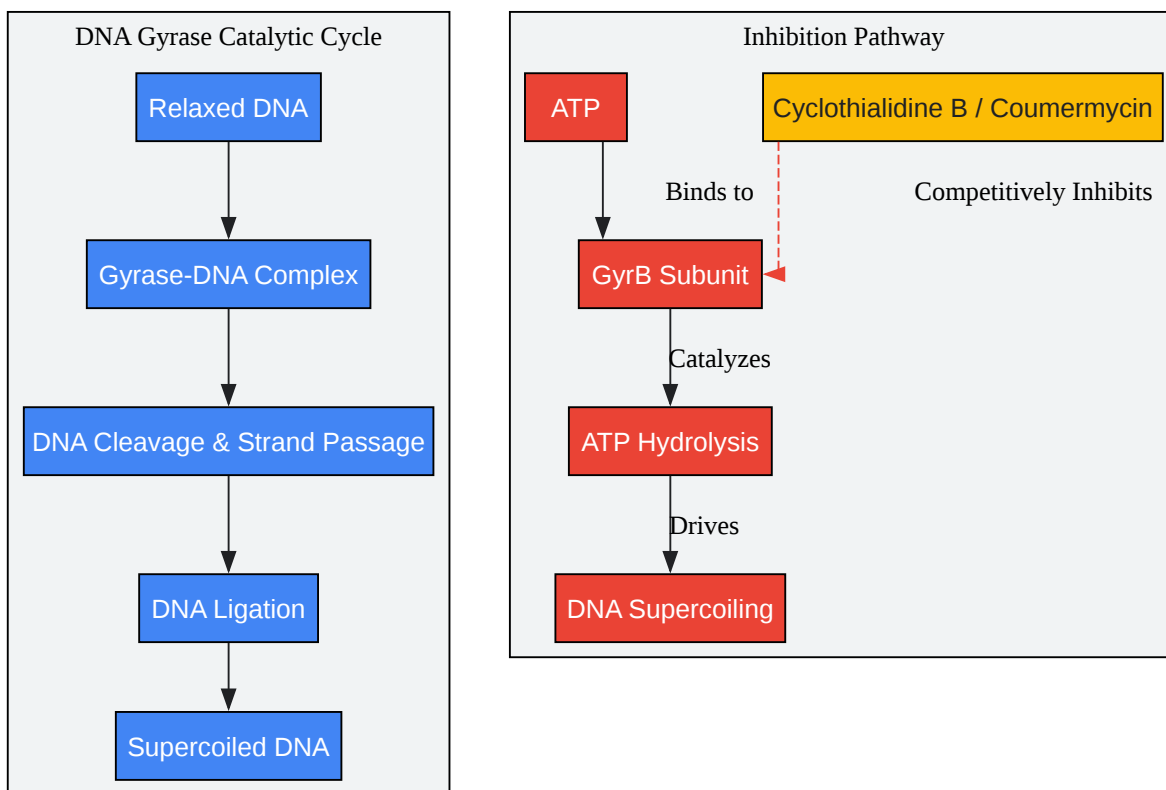 DNA Gyrase Catalytic Cycle
Relaxed DNA
Gyrase-DNA Complex
DNA Cleavage & Strand Passage
DNA Ligation
Supercoiled DNA
Inhibition Pathway
ATP
Cyclothialidine B / Coumermycin
Binds to
Competitively Inhibits
GyrB Subunit
Catalyzes
ATP Hydrolysis
Drives
DNA Supercoiling